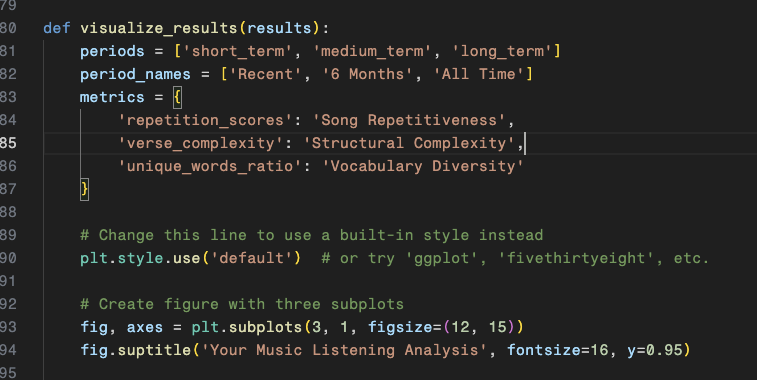 79
80 def visualize_results(results):
81     periods = ['short_term', 'medium_term', 'long_term']
82     period_names = ['Recent', '6 Months', 'All Time']
83     metrics = {
84         'repetition_scores': 'Song Repetitiveness',
85         'verse_complexity': 'Structural Complexity',
86         'unique_words_ratio': 'Vocabulary Diversity'
87     }
88
89     # Change this line to use a built-in style instead
90     plt.style.use('default')  # or try 'ggplot', 'fivethirtyeight', etc.
91
92     # Create figure with three subplots
93     fig, axes = plt.subplots(3, 1, figsize=(12, 15))
94     fig.suptitle('Your Music Listening Analysis', fontsize=16, y=0.95)
95